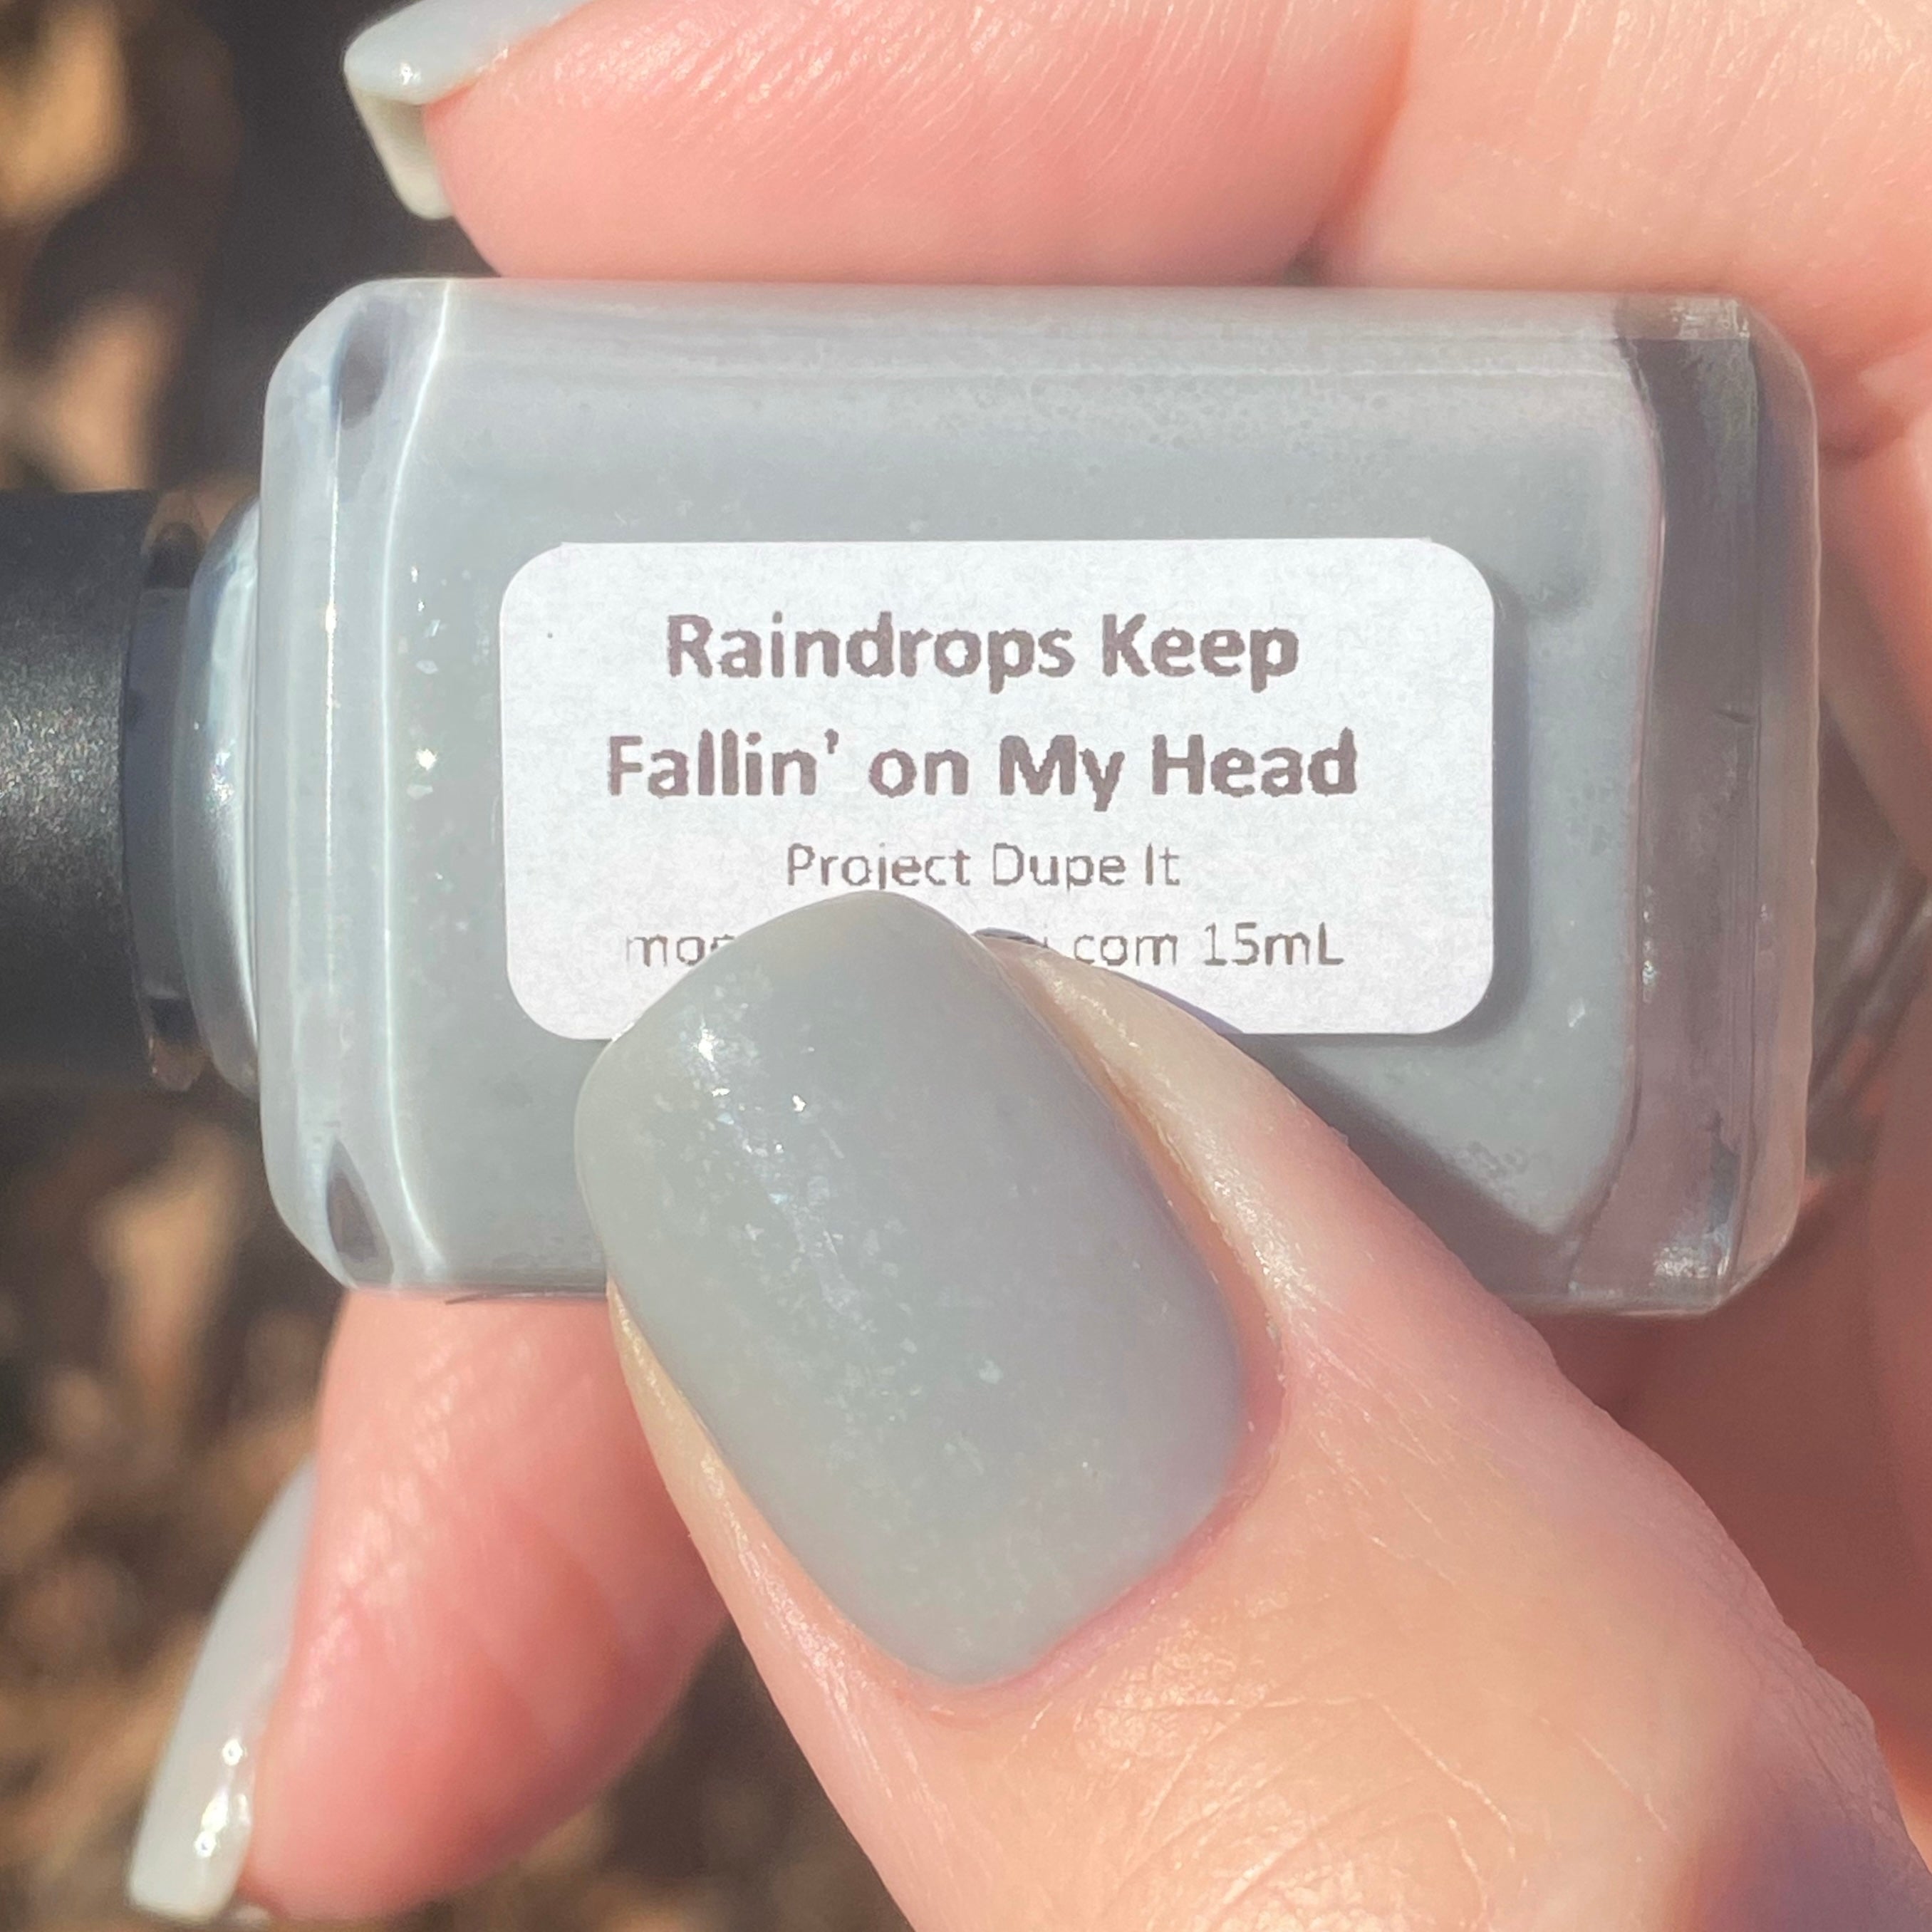 Raindrops Keep
Fallin' on My Head
Project Dupe It
com 15mL